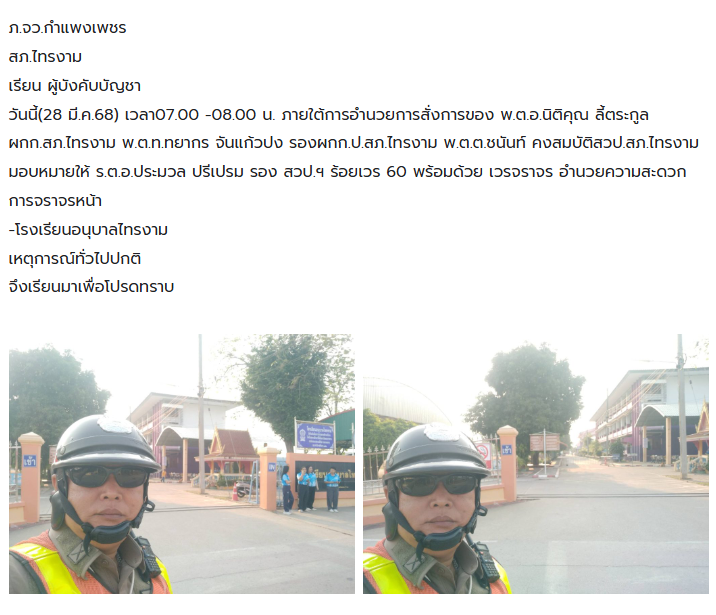 ภ.จว.กำแพงเพชร
สภ.ไทรงาม
เรียน ผู้บังคับบัญชา
วันนี้(28 มี.ค.68) เวลา07.00 -08.00 น. ภายใต้การอำนวยการสั่งการของ พ.ต.อ.นิติคุณ ลี้ตระกูล
ผกก.สภ.ไทรงาม พ.ต.ท.ทยากร จันแก้วปง รองผกก.ป.สภ.ไทรงาม พ.ต.ต.ชนันท์ คงสมบัติสวป.สภ.ไทรงาม
มอบหมายให้ ร.ต.อ.ประมวล ปรีเปรม รอง สวป.ฯ ร้อยเวร 60 พร้อมด้วย เวรจราจร อำนวยความสะดวก
การจราจรหน้า
-โรงเรียนอนุบาลไทรงาม
เหตุการณ์ทั่วไปปกติ
จึงเรียนมาเพื่อโปรดทราบ
เข้า
เข้า